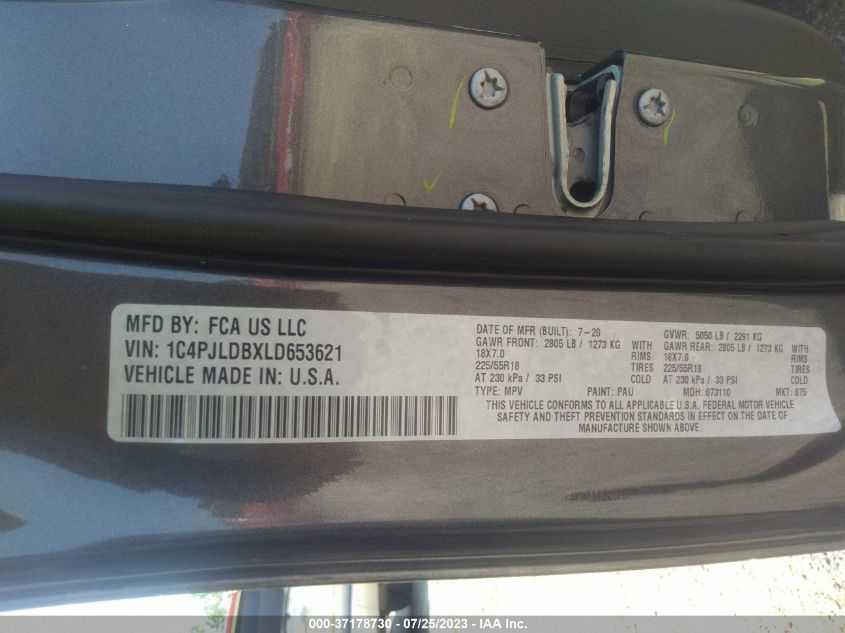 MFD BY: FCA US LLC
VIN: 1C4PJLDBXLD653621
VEHICLE MADE IN: U.S.A.
DATE OF MFR (BUILT): 7-20 GVWR: 5050 LB / 2291 KG
GAWR FRONT: 2805 LB / 1273 KG GAWR REAR: 2805 LB / 1273 KG
18X7.0 RIMS 18X7.0 RIMS
225/55R18 TIRES 225/55R18 TIRES
AT 230 kPa / 33 PSI COLD AT 230 kPa / 33 PSI COLD
TYPE: MPV PAINT: PAU MDH: 073110 MKT: 875
THIS VEHICLE CONFORMS TO ALL APPLICABLE U.S.A. FEDERAL MOTOR VEHICLE
SAFETY AND THEFT PREVENTION STANDARDS IN EFFECT ON THE DATE OF
MANUFACTURE SHOWN ABOVE.
000-37178730 - 07/25/2023 - IAA Inc.